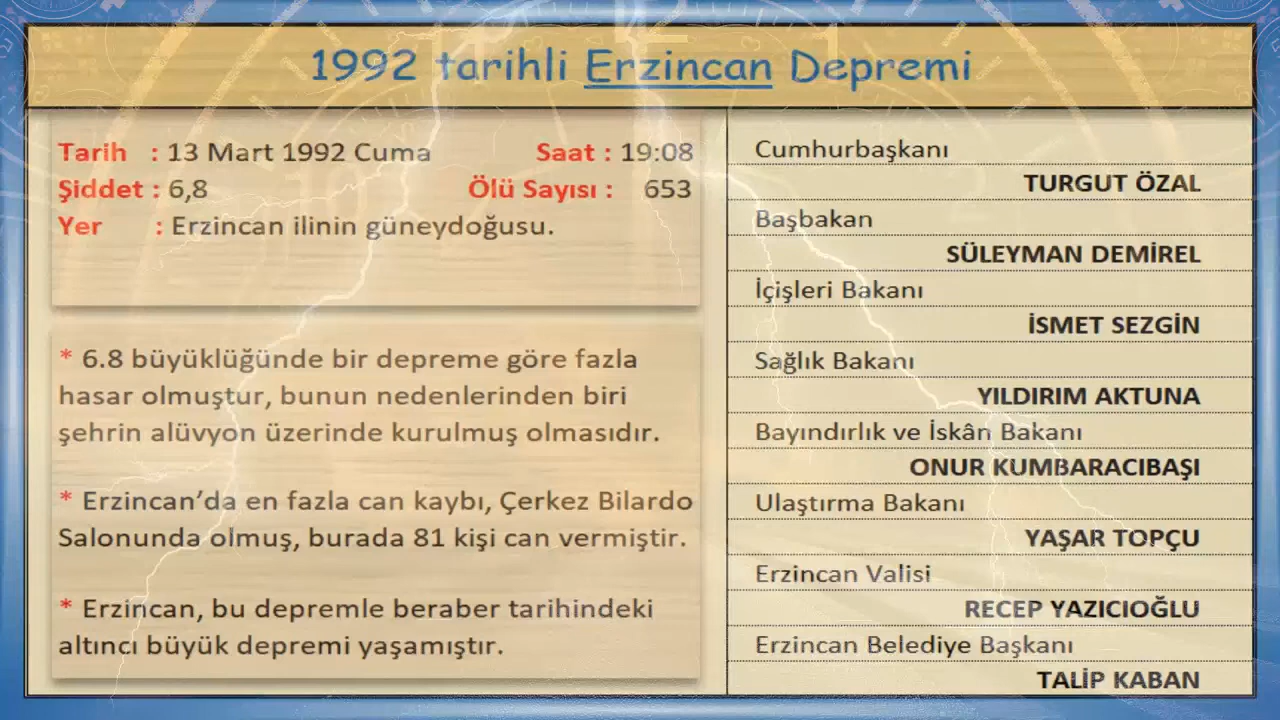 1992 tarihli Erzincan Depremi
Tarih : 13 Mart 1992 Cuma Saat : 19:08
Şiddet : 6,8 Ölü Sayısı : 653
Yer : Erzincan ilinin güneydoğusu.
* 6.8 büyüklüğünde bir depreme göre fazla
hasar olmuştur, bunun nedenlerinden biri
şehrin alüvyon üzerinde kurulmuş olmasıdır.
* Erzincan’da en fazla can kaybı, Çerkez Bilardo
Salonunda olmuş, burada 81 kişi can vermiştir.
* Erzincan, bu depremle beraber tarihindeki
altıncı büyük depremi yaşamıştır.
Cumhurbaşkanı
TURGUT ÖZAL
Başbakan
SÜLEYMAN DEMİREL
İçişleri Bakanı
İSMET SEZGİN
Sağlık Bakanı
YILDIRIM AKTUNA
Bayındırlık ve İskân Bakanı
ONUR KUMBARACIBAŞI
Ulaştırma Bakanı
YAŞAR TOPÇU
Erzincan Valisi
RECEP YAZICIOĞLU
Erzincan Belediye Başkanı
TALİP KABAN